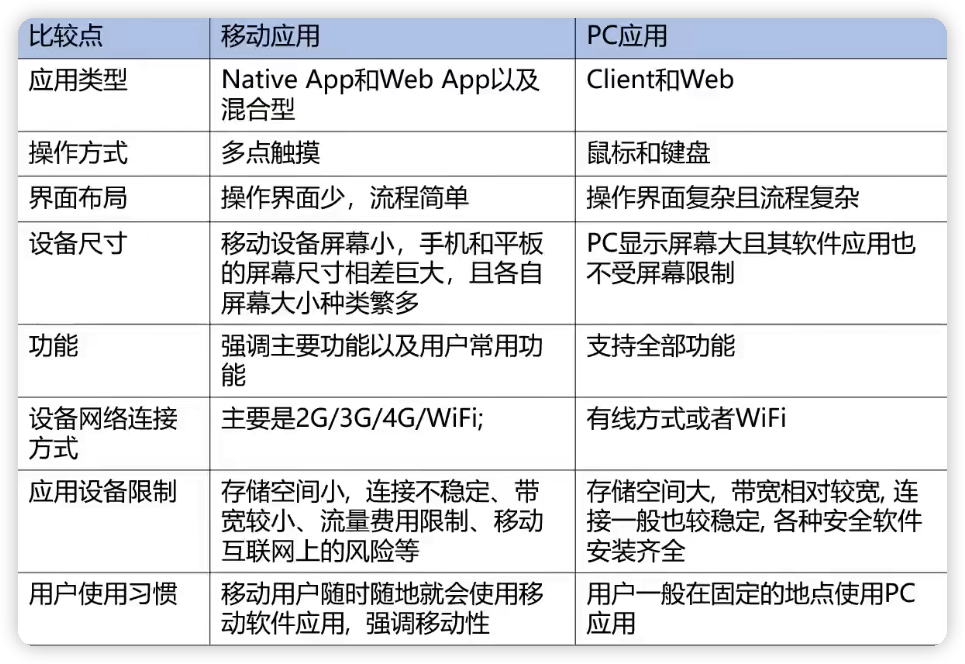 比较点
移动应用
PC应用
应用类型
Native App和Web App以及
混合型
Client和Web
操作方式
多点触摸
鼠标和键盘
界面布局
操作界面少，流程简单
操作界面复杂且流程复杂
设备尺寸
移动设备屏幕小，手机和平板
的屏幕尺寸相差巨大，且各自
屏幕大小种类繁多
PC显示屏幕大且其软件应用也
不受屏幕限制
功能
强调主要功能以及用户常用功
能
支持全部功能
设备网络连接
方式
主要是2G/3G/4G/WiFi;
有线方式或者WiFi
应用设备限制
存储空间小, 连接不稳定、带
宽较小、流量费用限制、移动
互联网上的风险等
存储空间大，带宽相对较宽, 连
接一般也较稳定, 各种安全软件
安装齐全
用户使用习惯
移动用户随时随地就会使用移
动软件应用, 强调移动性
用户一般在固定的地点使用PC
应用